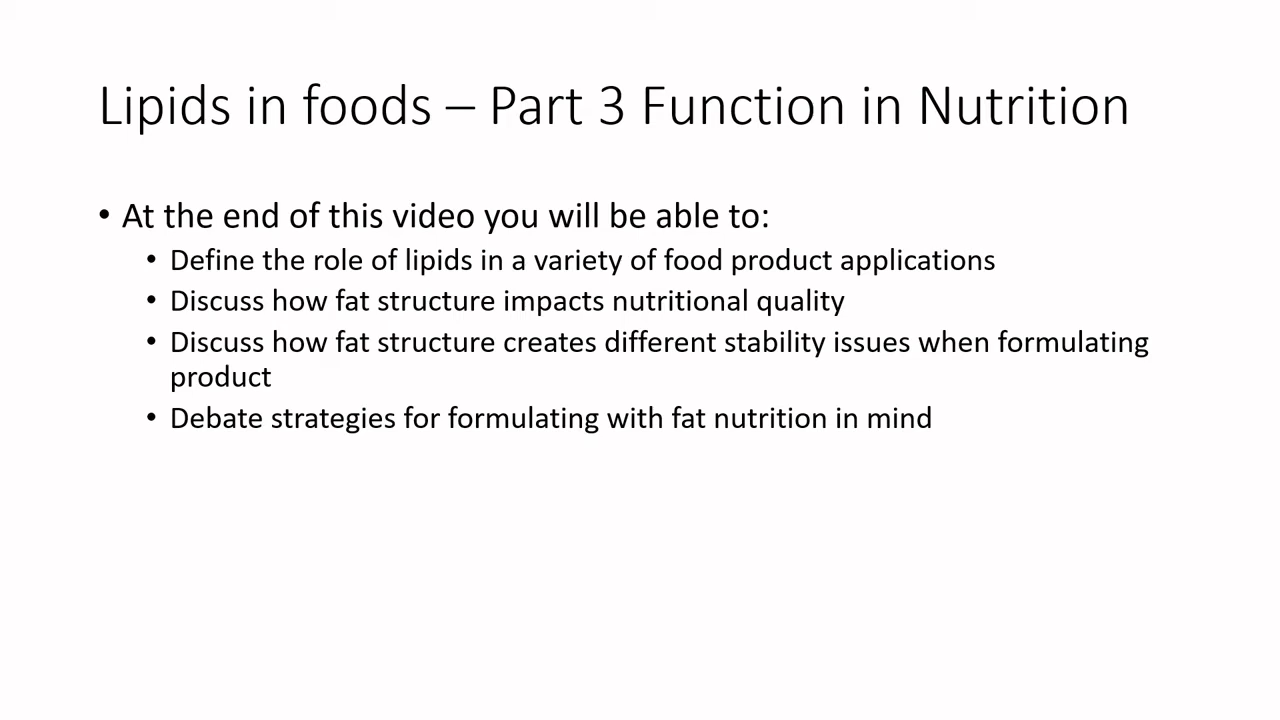 Lipids in foods – Part 3 Function in Nutrition
• At the end of this video you will be able to:
• Define the role of lipids in a variety of food product applications
• Discuss how fat structure impacts nutritional quality
• Discuss how fat structure creates different stability issues when formulating
product
• Debate strategies for formulating with fat nutrition in mind